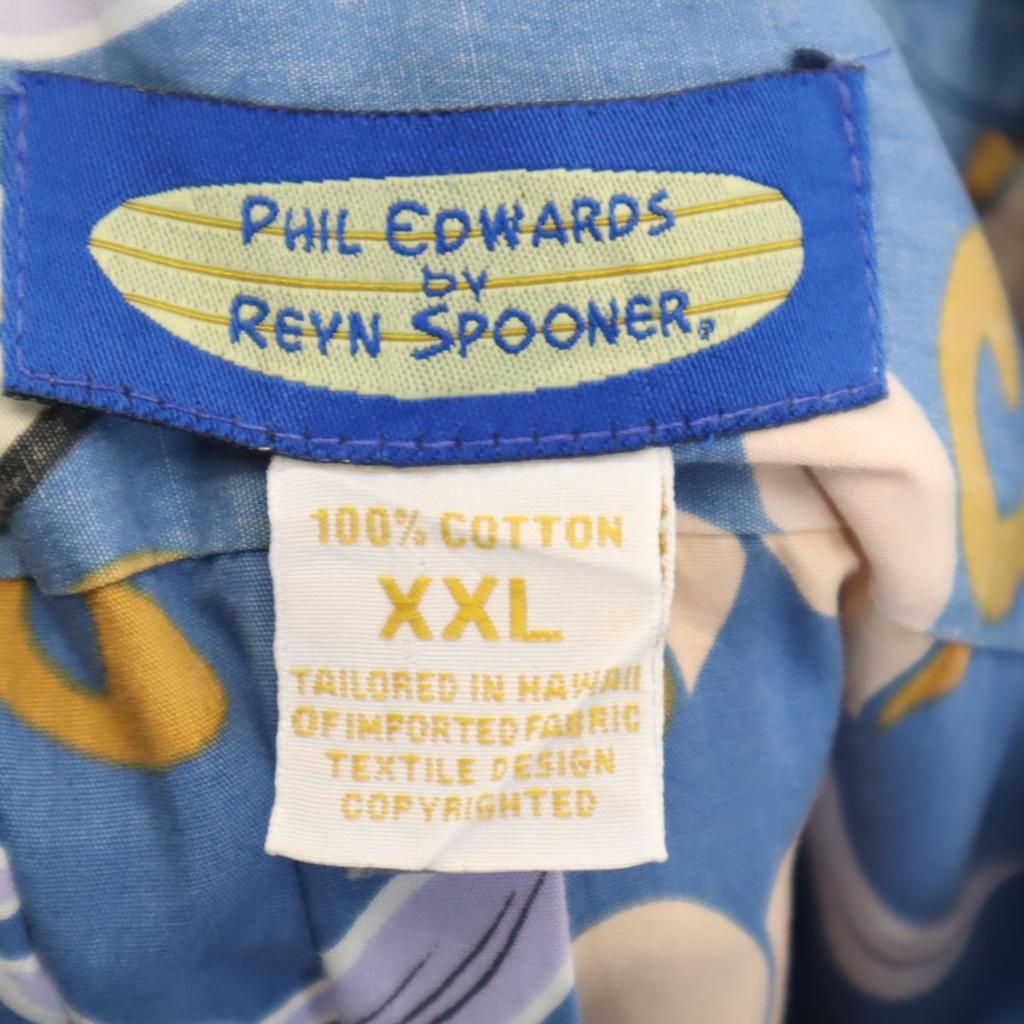 PHIL EDWARDS
by
REYN SPOONER®
100% COTTON
XXL
TAILORED IN HAWAII
OF IMPORTED FABRIC
TEXTILE DESIGN
COPYRIGHTED